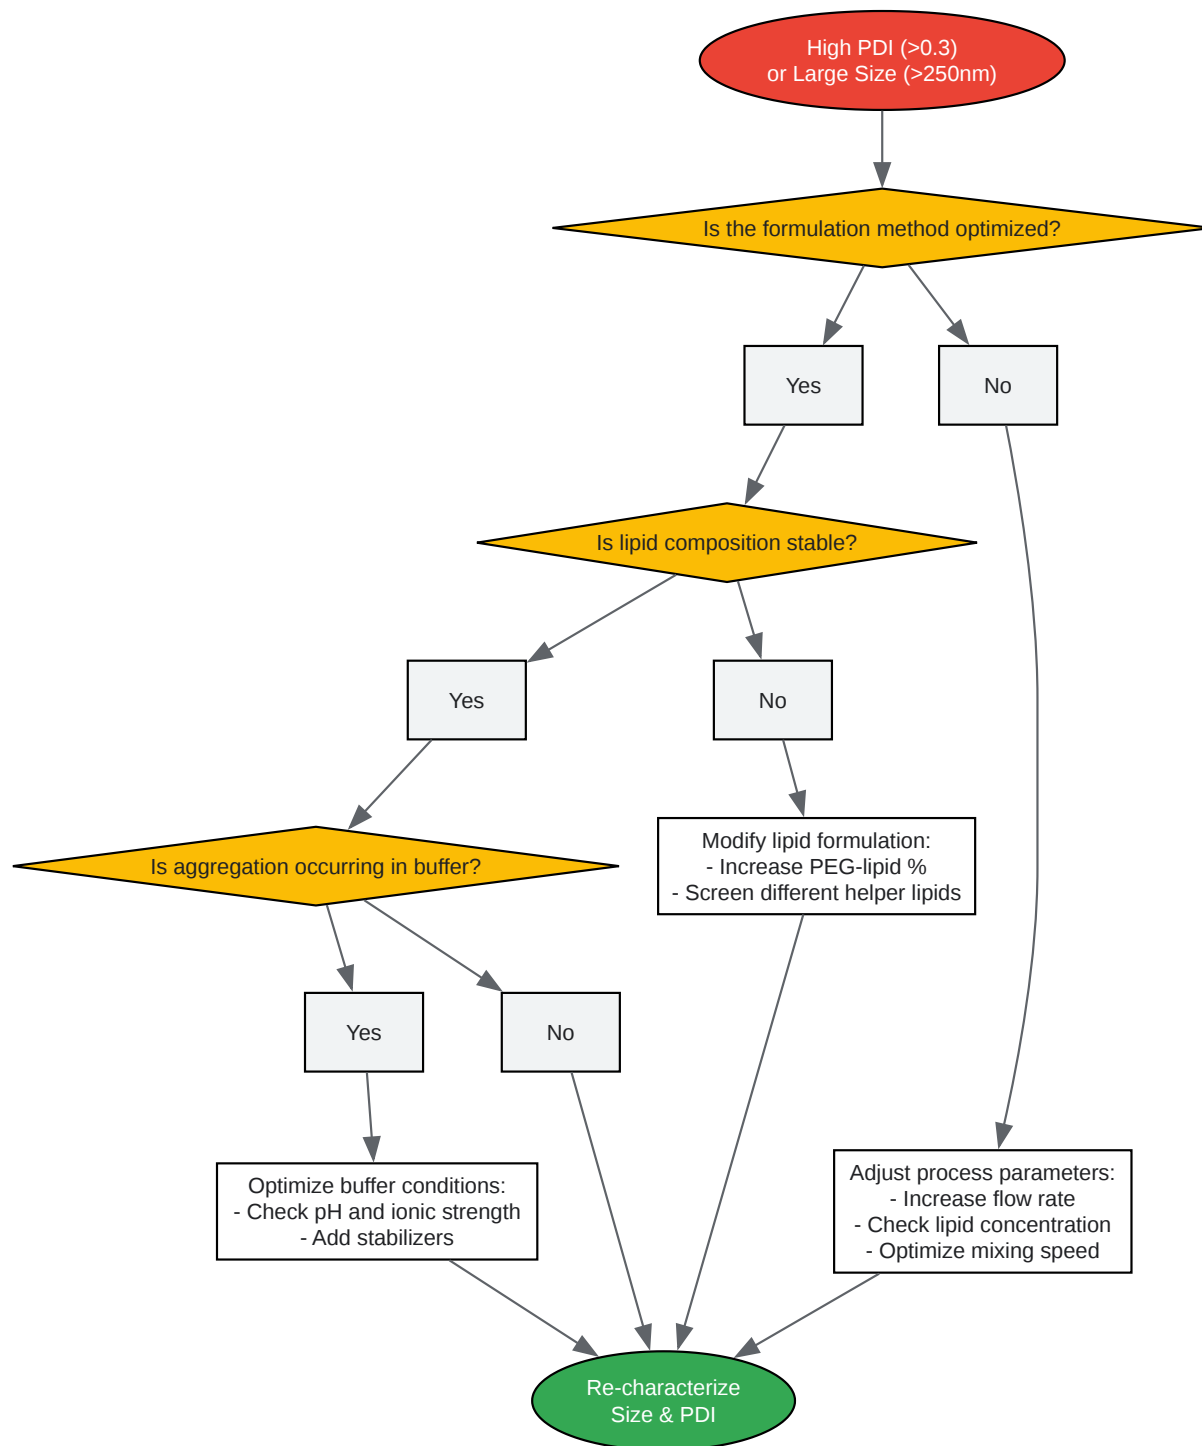 High PDI (>0.3)
or Large Size (>250nm)
Is the formulation method optimized?
Yes
No
Is lipid composition stable?
Yes
No
Modify lipid formulation:
- Increase PEG-lipid %
- Screen different helper lipids
Is aggregation occurring in buffer?
Yes
No
Optimize buffer conditions:
- Check pH and ionic strength
- Add stabilizers
Adjust process parameters:
- Increase flow rate
- Check lipid concentration
- Optimize mixing speed
Re-characterize
Size & PDI